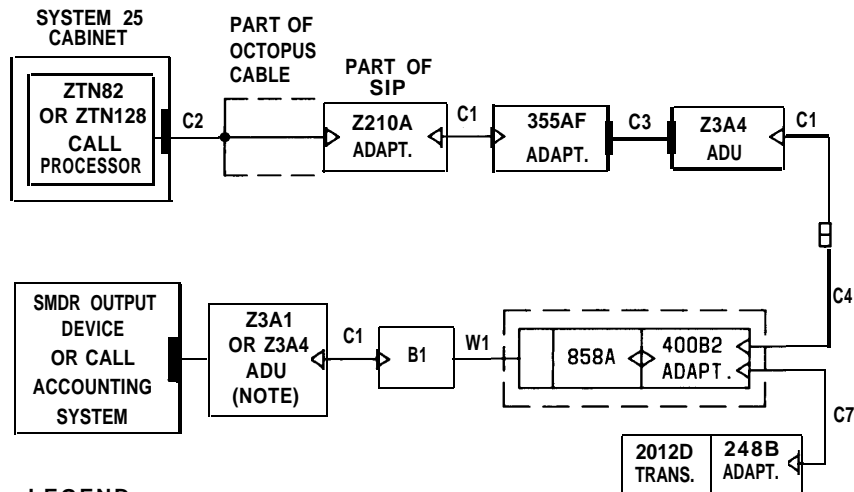 SYSTEM 25
CABINET
PART OF
OCTOPUS
CABLE
PART OF
SIP
ZTN82
OR ZTN128
CALL
PROCESSOR
C2
Z210A
ADAPT.
C1
355AF
ADAPT.
C3
Z3A4
ADU
C1
C4
SMDR OUTPUT
DEVICE
OR CALL
ACCOUNTING
SYSTEM
Z3A1
OR Z3A4
ADU
(NOTE)
C1
B1
W1
858A
400B2
ADAPT.
C7
2012D
TRANS.
248B
ADAPT.
LEGEND